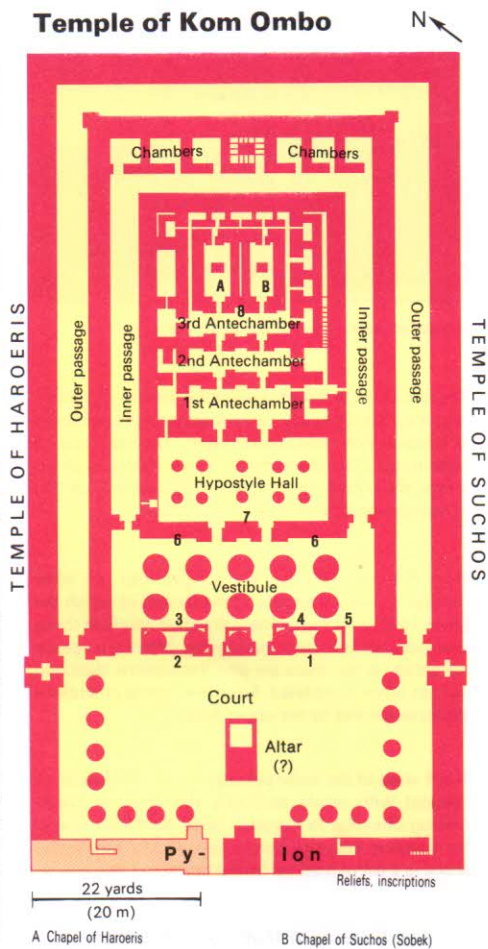 Temple of Kom Ombo
N
Chambers
Chambers
A
B
8
3rd Antechamber
2nd Antechamber
1st Antechamber
Outer passage
Inner passage
Inner passage
Outer passage
TEMPLE OF HAROERIS
TEMPLE OF SUCHOS
Hypostyle Hall
7
6
6
Vestibule
3
4
5
2
1
Court
Altar
(?)
Py-
lon
22 yards
(20 m)
Reliefs, inscriptions
A Chapel of Haroeris
B Chapel of Suchos (Sobek)